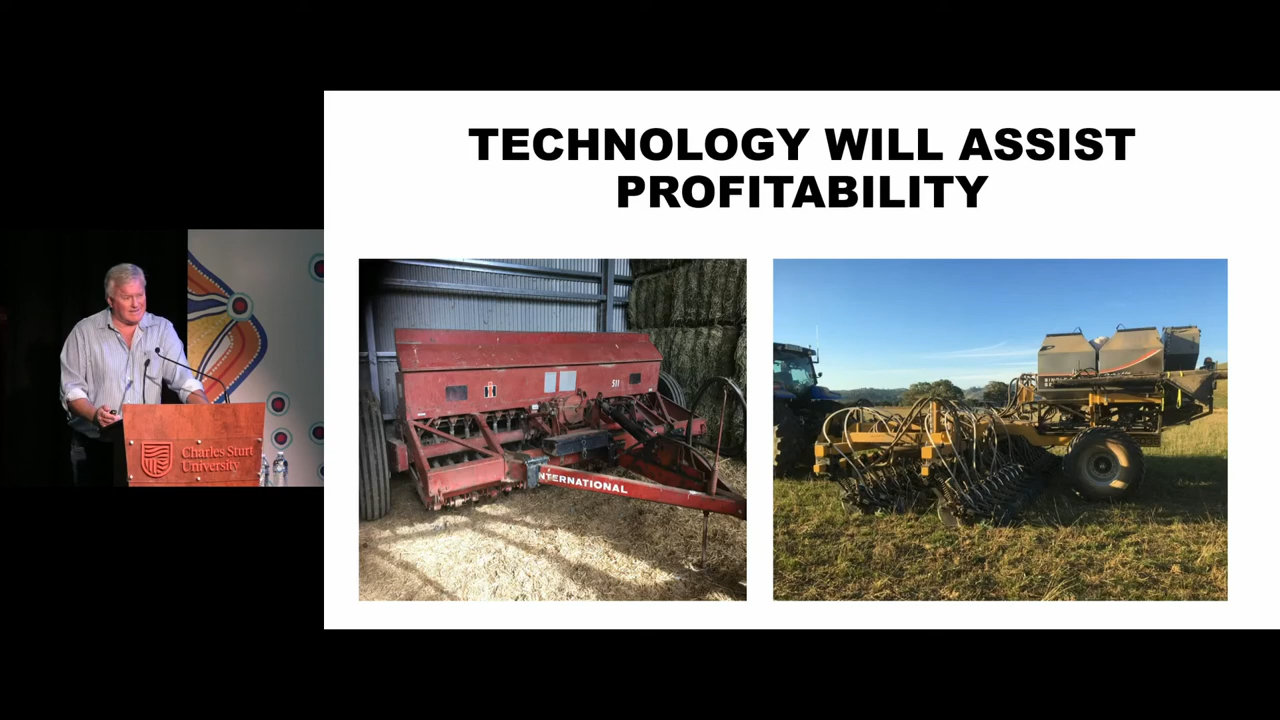 TECHNOLOGY WILL ASSIST
PROFITABILITY
511
INTERNATIONAL
Charles Sturt
University